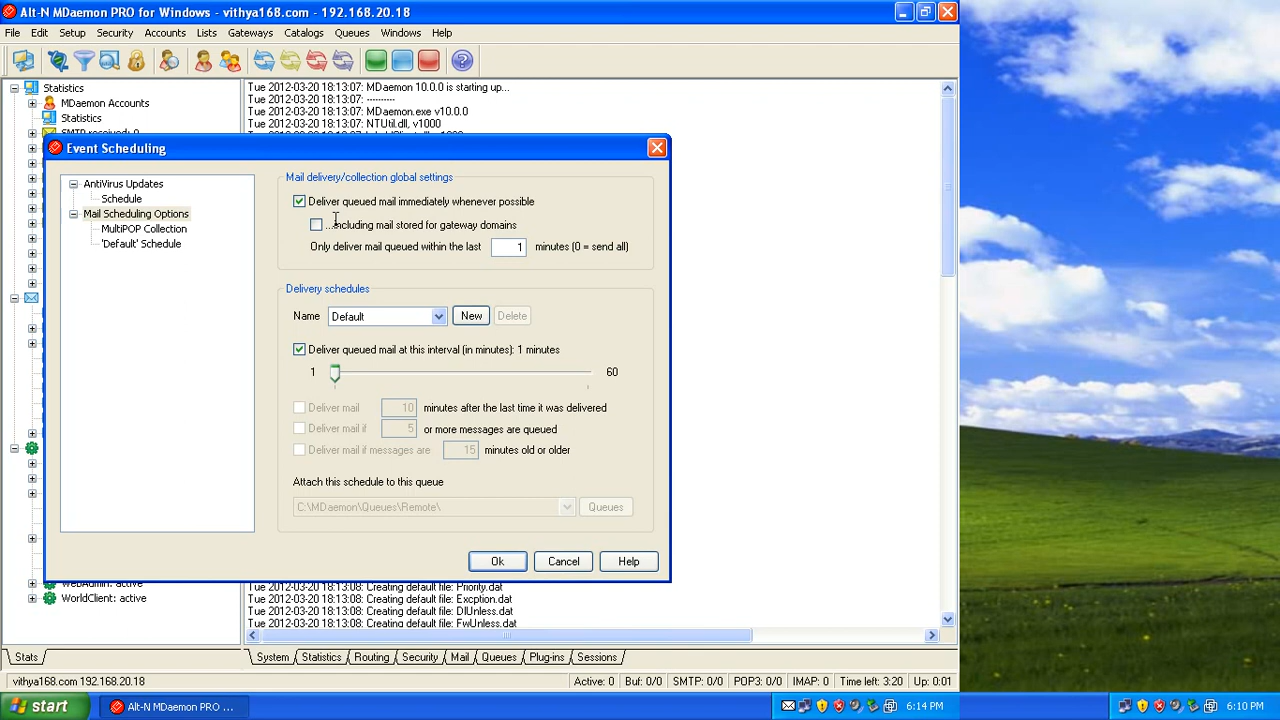 Alt-N MDaemon PRO for Windows - vithya168.com - 192.168.20.18
File Edit Setup Security Accounts Lists Gateways Catalogs Queues Windows Help
Statistics
MDaemon Accounts
Statistics
SMTP received: 0
Tue 2012-03-20 18:13:07: MDaemon 10.0.0 is starting up...
Tue 2012-03-20 18:13:07: ----------
Tue 2012-03-20 18:13:07: MDaemon.exe v10.0.0
Tue 2012-03-20 18:13:07: NTUtil.dll, v1000
Event Scheduling
AntiVirus Updates
Schedule
Mail Scheduling Options
MultiPOP Collection
'Default' Schedule
Mail delivery/collection global settings
Deliver queued mail immediately whenever possible
...including mail stored for gateway domains
Only deliver mail queued within the last 1 minutes (0 = send all)
Delivery schedules
Name Default New Delete
Deliver queued mail at this interval (in minutes): 1 minutes
1 60
Deliver mail 10 minutes after the last time it was delivered
Deliver mail if 5 or more messages are queued
Deliver mail if messages are 15 minutes old or older
Attach this schedule to this queue
C:\MDaemon\Queues\Remote\ Queues
Ok Cancel Help
WebAdmin: active
WorldClient: active
Tue 2012-03-20 18:13:08: Creating default file: Priority.dat
Tue 2012-03-20 18:13:08: Creating default file: Exception.dat
Tue 2012-03-20 18:13:08: Creating default file: DlUnless.dat
Tue 2012-03-20 18:13:08: Creating default file: FwUnless.dat
Stats System Statistics Routing Security Mail Queues Plug-ins Sessions
vithya168.com 192.168.20.18 Active: 0 Buf: 0/0 SMTP: 0/0 POP3: 0/0 IMAP: 0 Time left: 3:20 Up: 0:01
start Alt-N MDaemon PRO ... 6:14 PM 6:10 PM